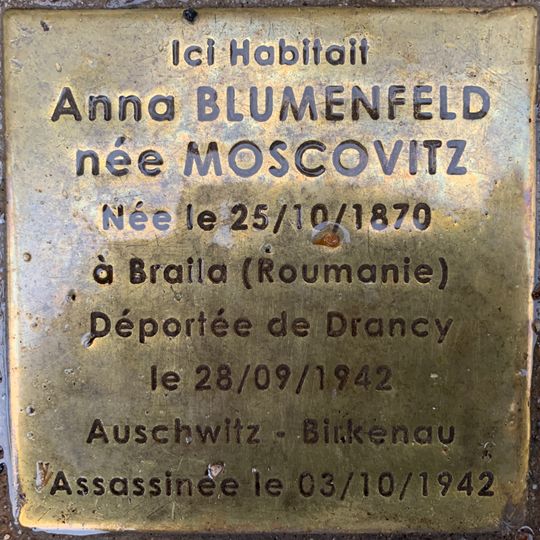 Ici Habitait
Anna BLUMENFELD
née MOSCOVITZ
Née le 25/10/1870
à Braila (Roumanie)
Déportée de Drancy
le 28/09/1942
Auschwitz - Birkenau
Assassinée le 03/10/1942